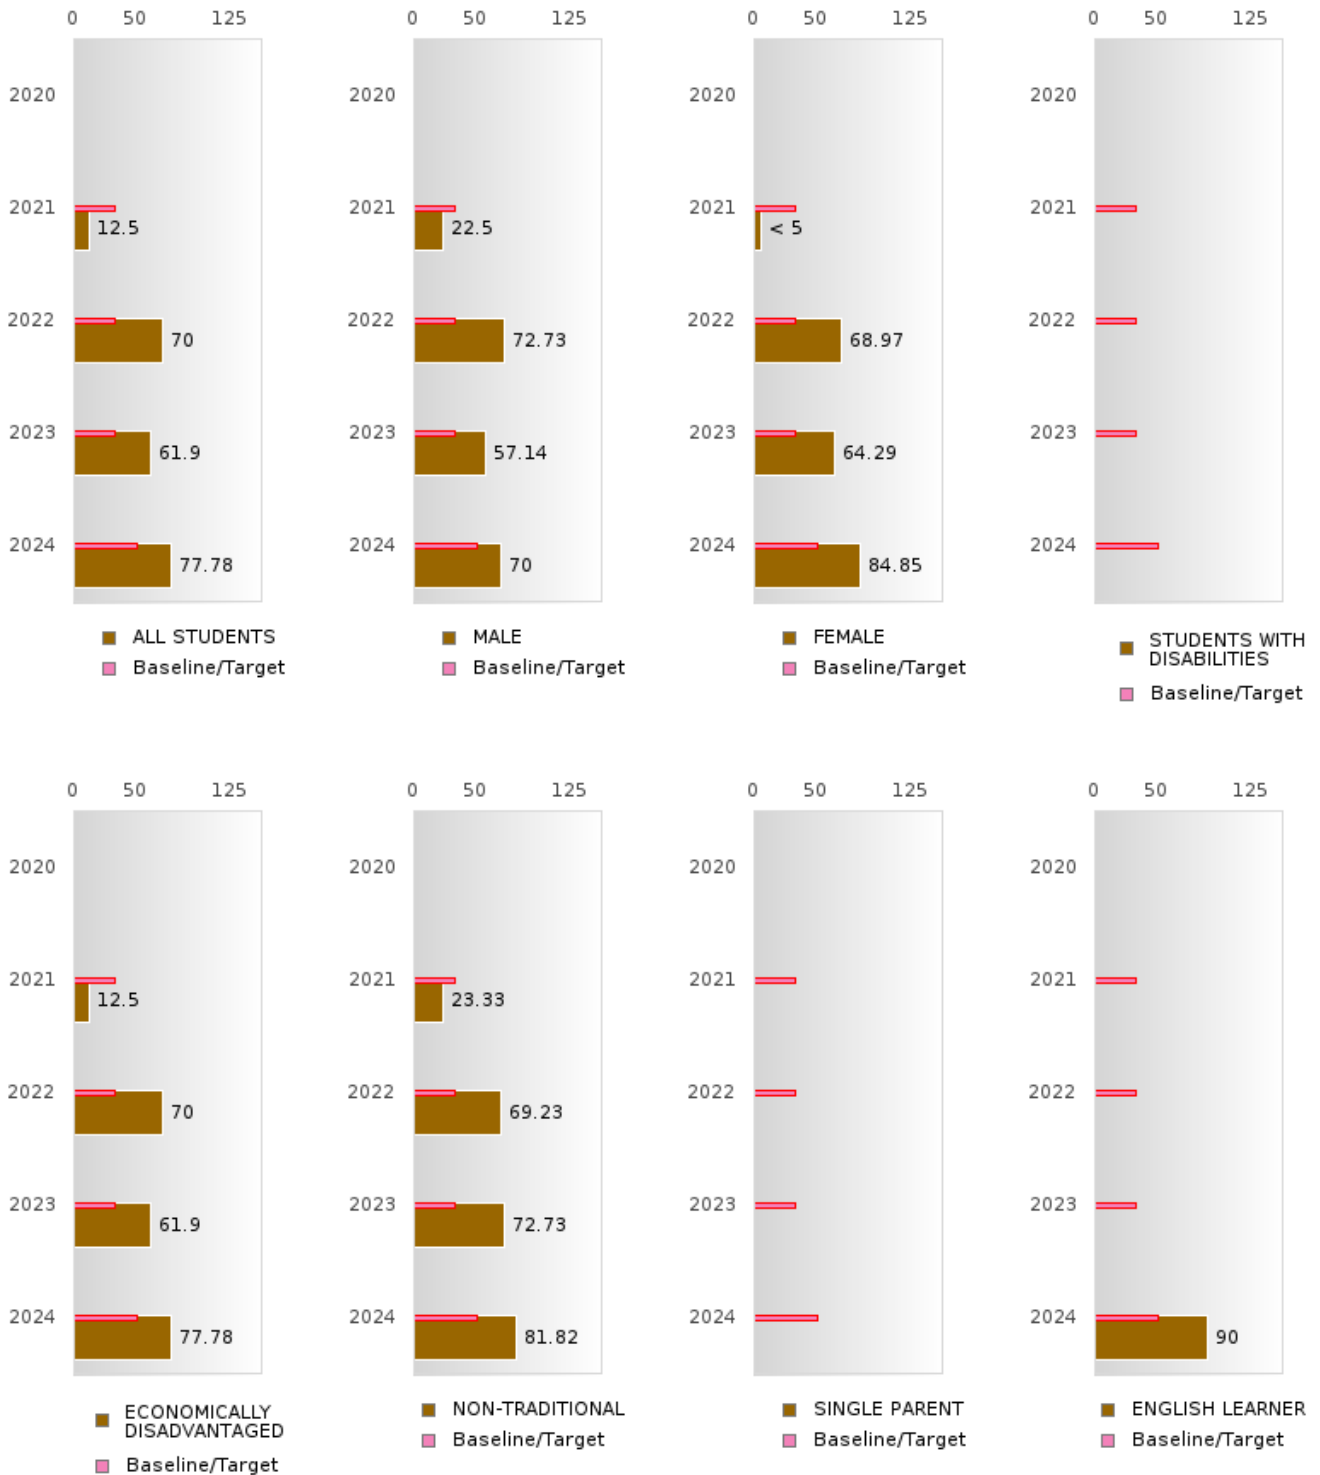 0 50 125
2020
2021
12.5
2022
70
2023
61.9
2024
77.78
ALL STUDENTS
Baseline/Target
0 50 125
2020
2021
22.5
2022
72.73
2023
57.14
2024
70
MALE
Baseline/Target
0 50 125
2020
2021
< 5
2022
68.97
2023
64.29
2024
84.85
FEMALE
Baseline/Target
0 50 125
2020
2021
2022
2023
2024
STUDENTS WITH
DISABILITIES
Baseline/Target
0 50 125
2020
2021
12.5
2022
70
2023
61.9
2024
77.78
ECONOMICALLY
DISADVANTAGED
Baseline/Target
0 50 125
2020
2021
23.33
2022
69.23
2023
72.73
2024
81.82
NON-TRADITIONAL
Baseline/Target
0 50 125
2020
2021
2022
2023
2024
SINGLE PARENT
Baseline/Target
0 50 125
2020
2021
2022
2023
2024
90
ENGLISH LEARNER
Baseline/Target